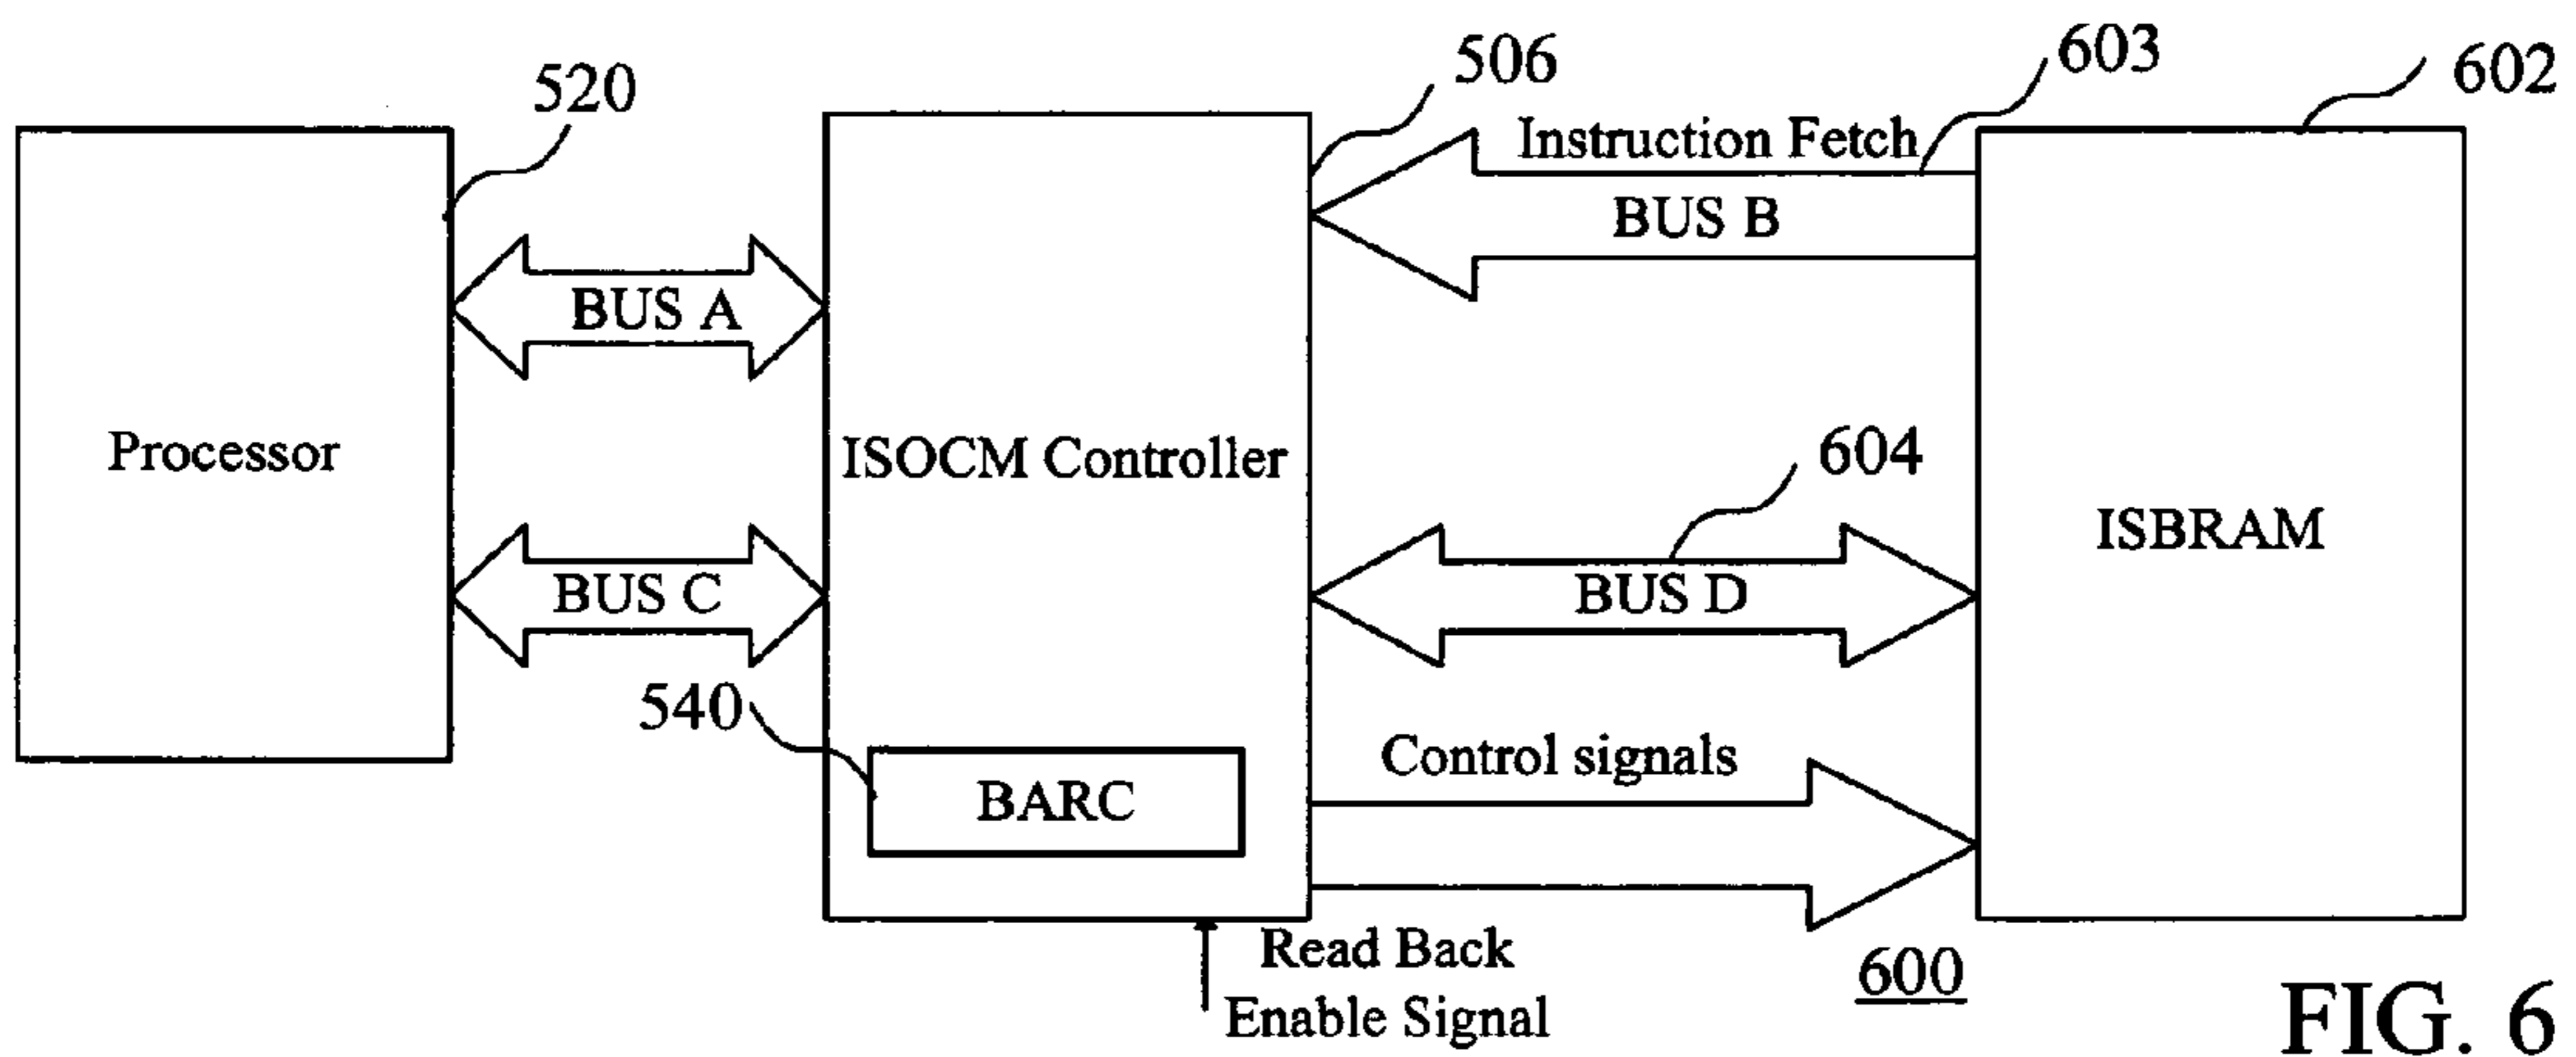 520
506
603
602
Instruction Fetch
BUS B
BUS A
Processor
ISOCM Controller
604
ISBRAM
BUS C
BUS D
540
Control signals
BARC
Read Back
Enable Signal
600
FIG. 6